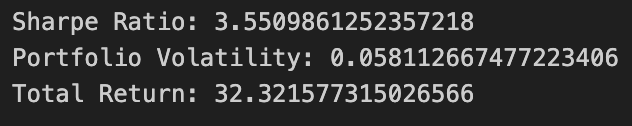 Sharpe Ratio: 3.5509861252357218
Portfolio Volatility: 0.058112667477223406
Total Return: 32.321577315026566